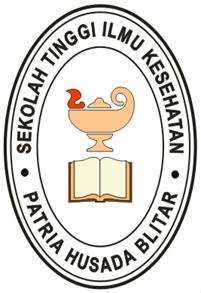 SEKOLAH TINGGI ILMU KESEHATAN
PATRIA HUSADA BLITAR